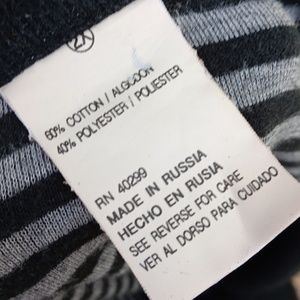 2X
60% COTTON / ALGODON
40% POLYESTER / POLIESTER
RN 40299
MADE IN RUSSIA
HECHO EN RUSIA
SEE REVERSE FOR CARE
VER AL DORSO PARA CUIDADO